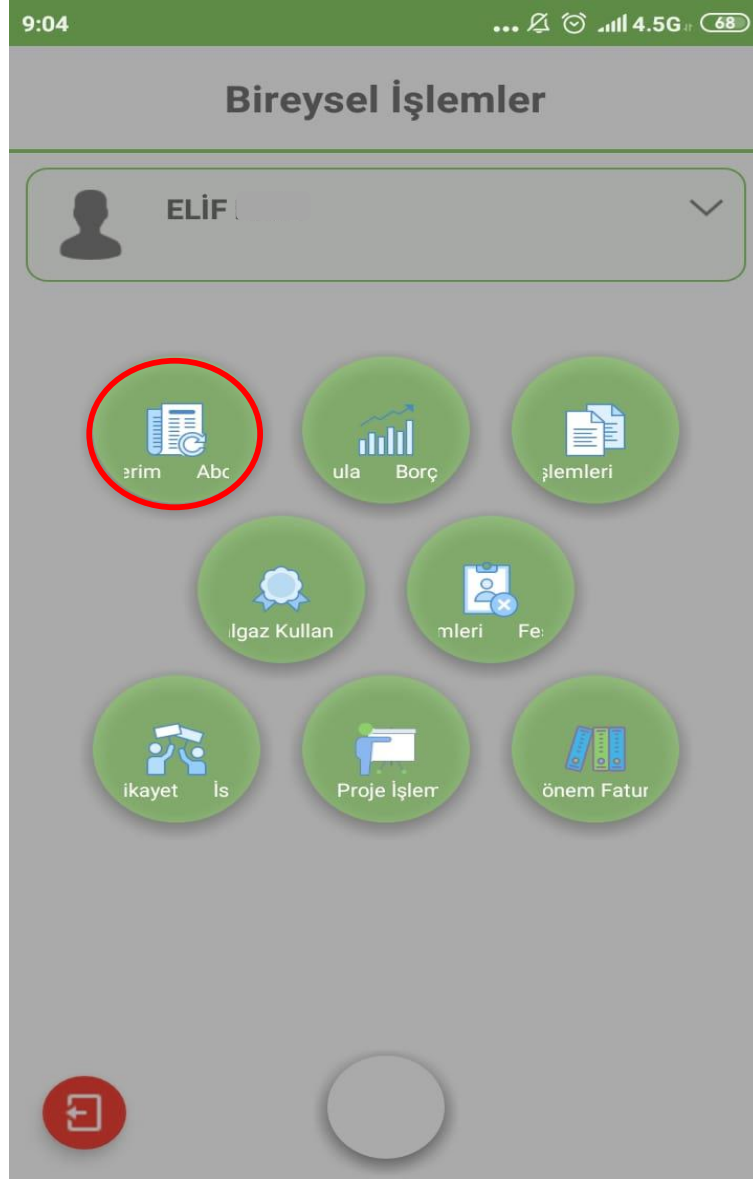 9:04 ... 4.5G 68
Bireysel İşlemler
ELİF
erim Abc
ula Borç
şlemleri
lgaz Kullan
mleri Fe
ikayet İs
Proje İşlem
önem Fatur